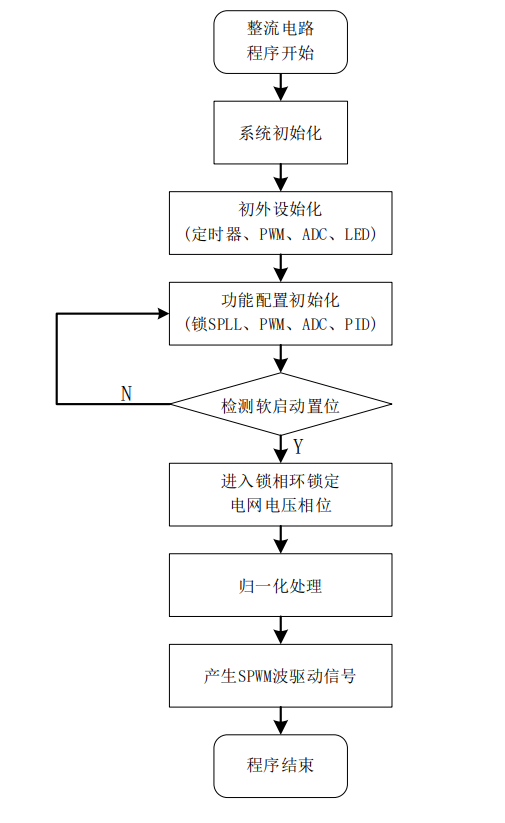 整流电路
程序开始
系统初始化
初外设始化
(定时器、PWM、ADC、LED)
功能配置初始化
(锁SPLL、PWM、ADC、PID)
检测软启动置位
N
Y
进入锁相环锁定
电网电压相位
归一化处理
产生SPWM波驱动信号
程序结束